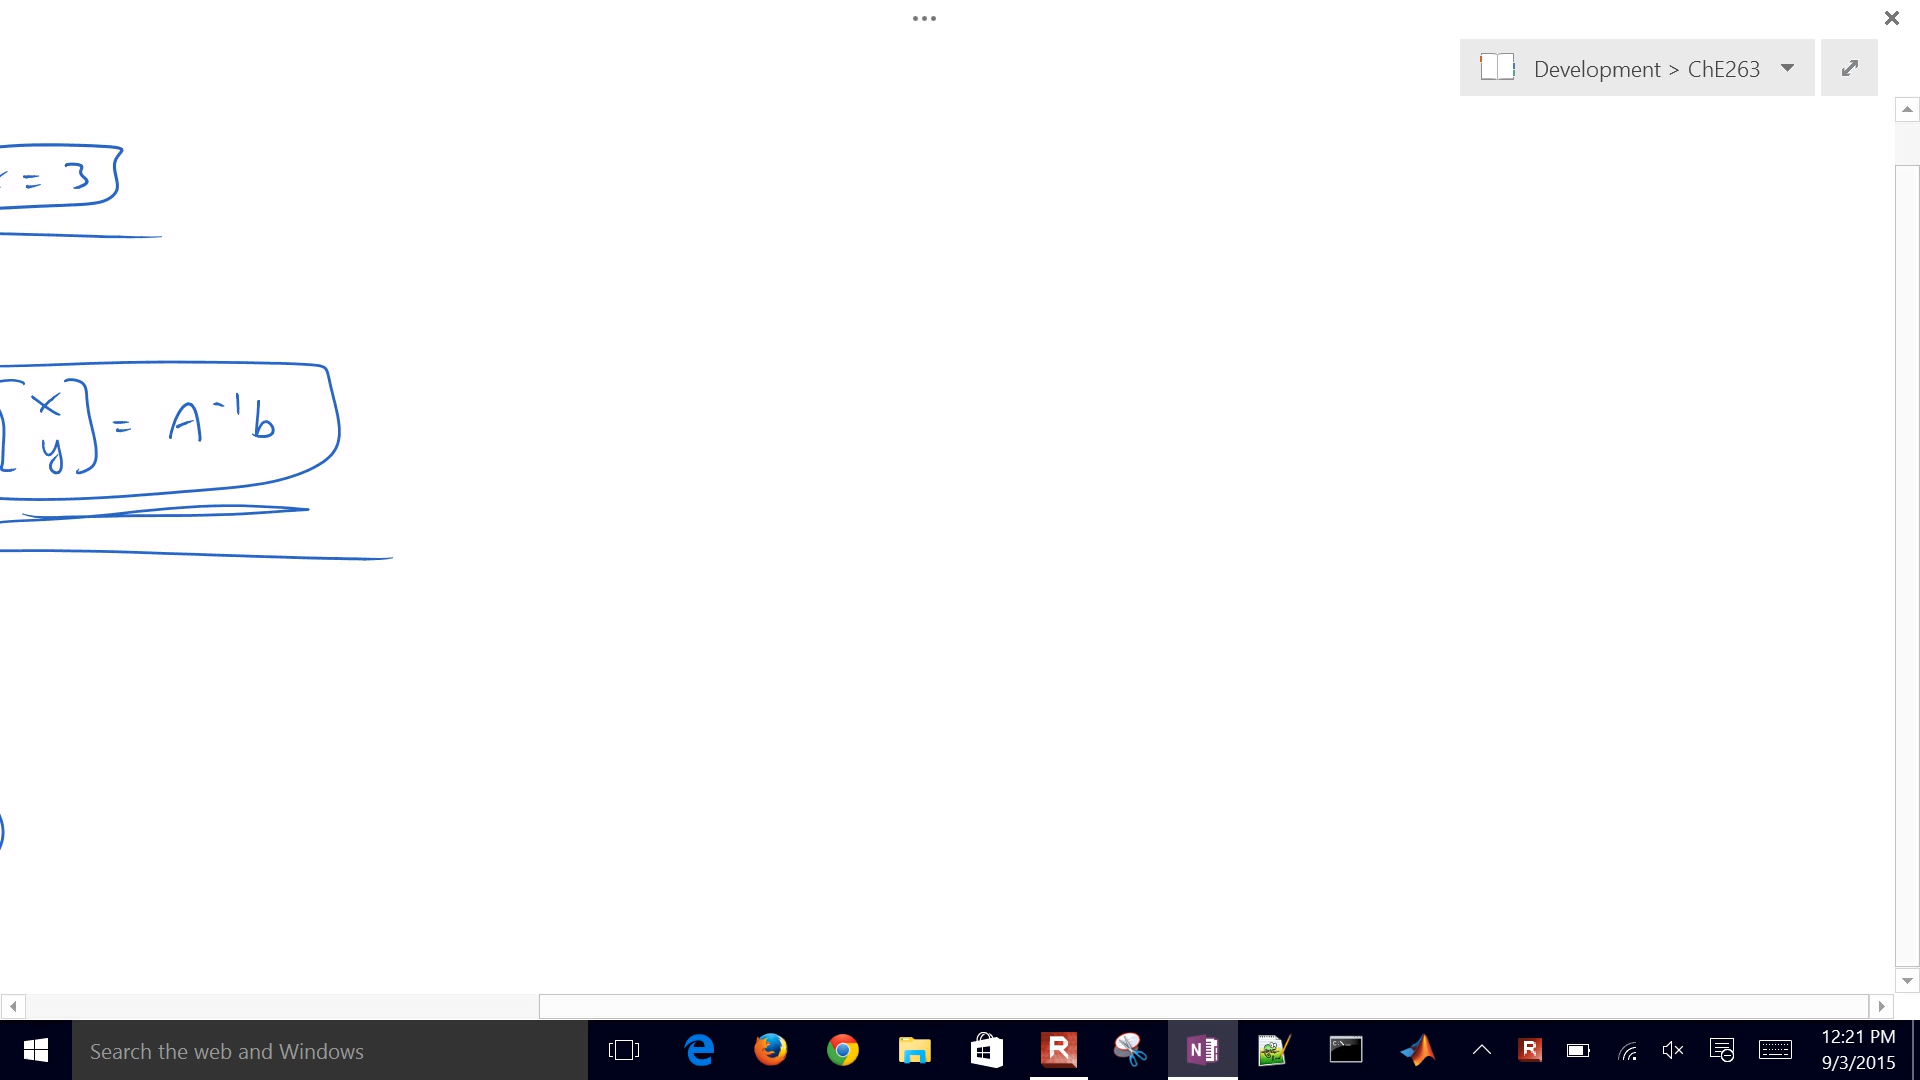 Development > ChE263
= 3
[x y] = A⁻¹b
)
Search the web and Windows
12:21 PM
9/3/2015